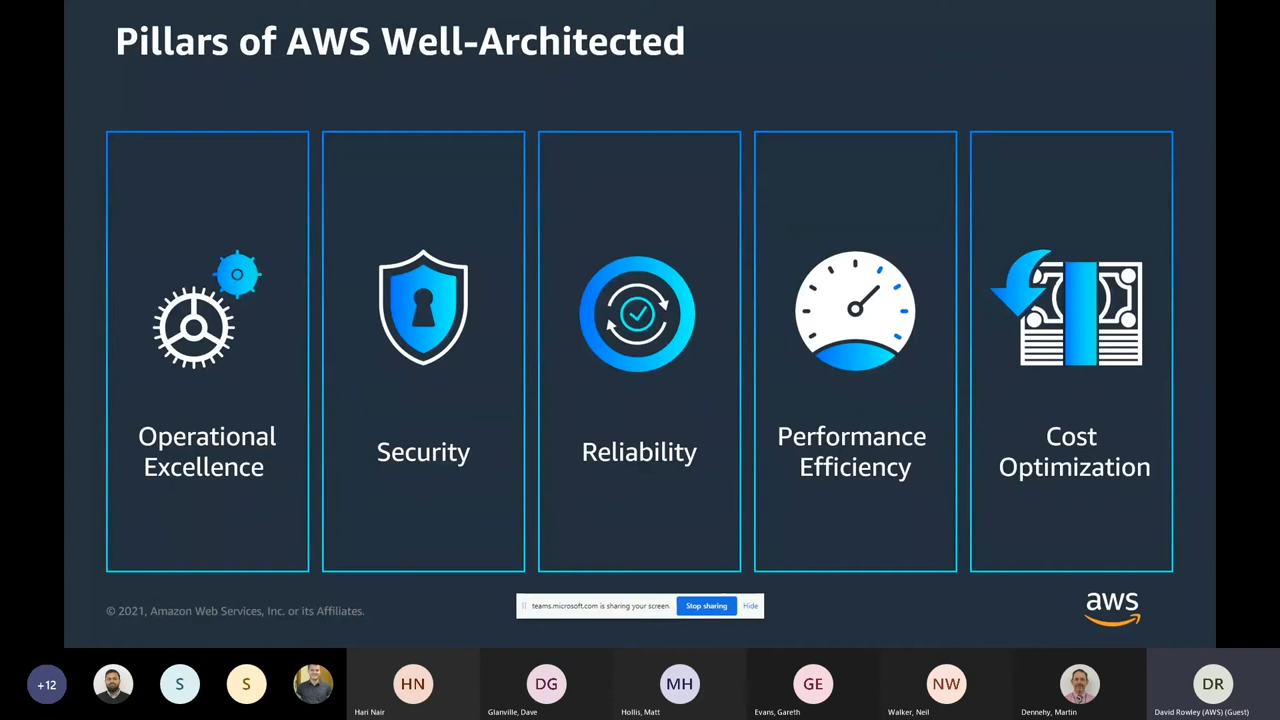 Pillars of AWS Well-Architected
Operational
Excellence
Security
Reliability
Performance
Efficiency
Cost
Optimization
© 2021, Amazon Web Services, Inc. or its Affiliates.
teams.microsoft.com is sharing your screen.
Stop sharing
Hide
aws
+12
S
S
HN
DG
MH
GE
NW
DR
Hari Nair
Glanville, Dave
Hollis, Matt
Evans, Gareth
Walker, Neil
Dennehy, Martin
David Rowley (AWS) (Guest)